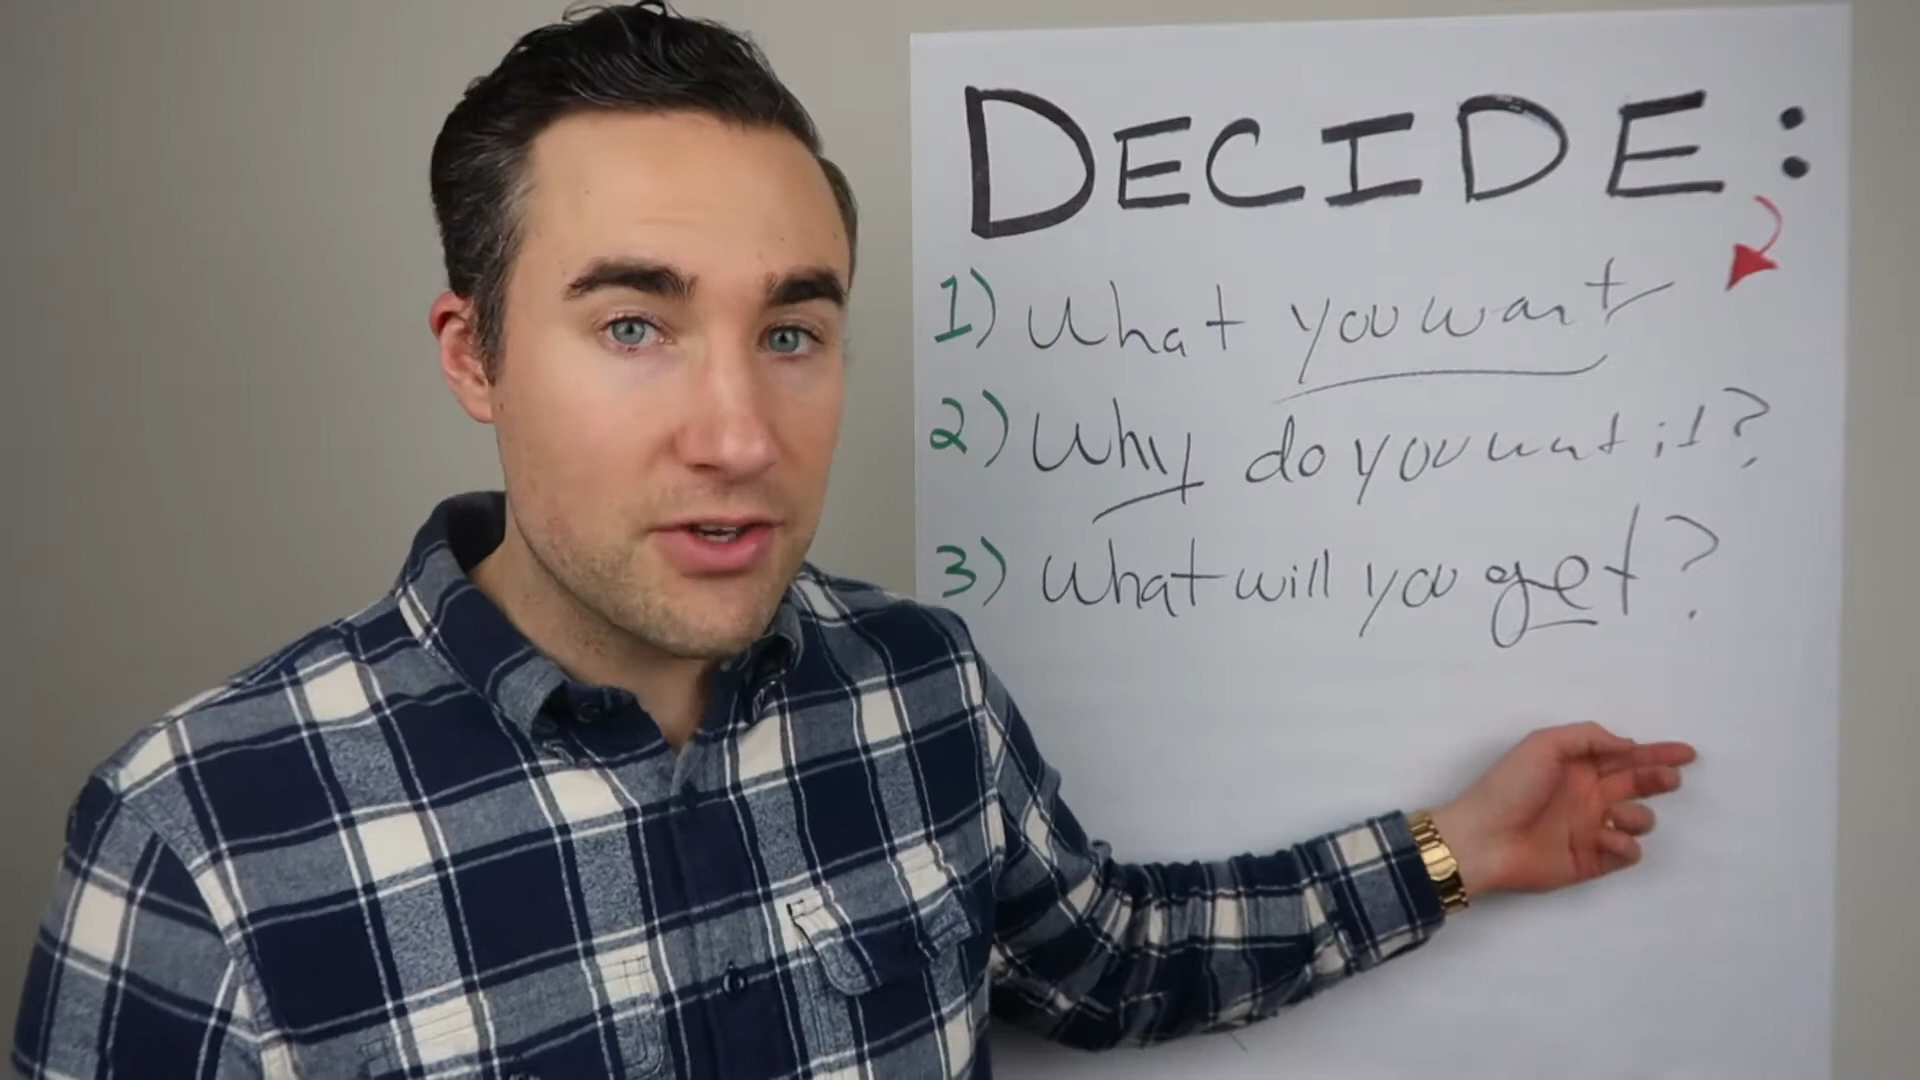 DECIDE:
1) What you want
2) Why do you want it?
3) What will you get?